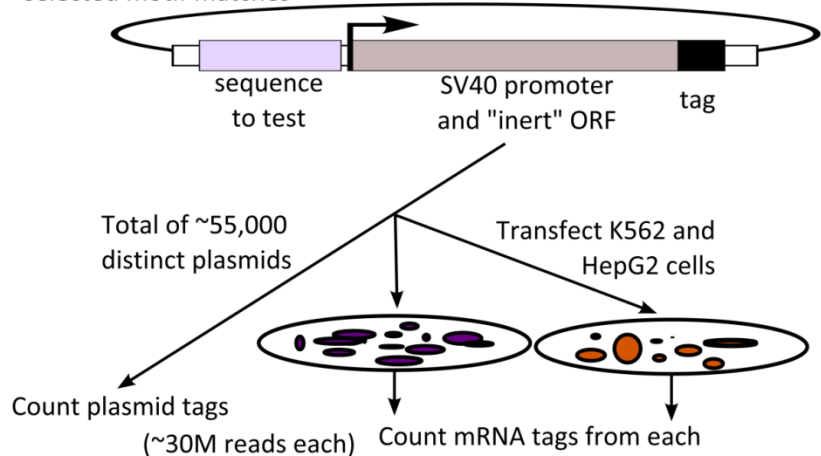 sequence
to test
SV40 promoter
and "inert" ORF
tag
Total of ~55,000
distinct plasmids
Transfect K562 and
HepG2 cells
Count plasmid tags
(~30M reads each)
Count mRNA tags from each